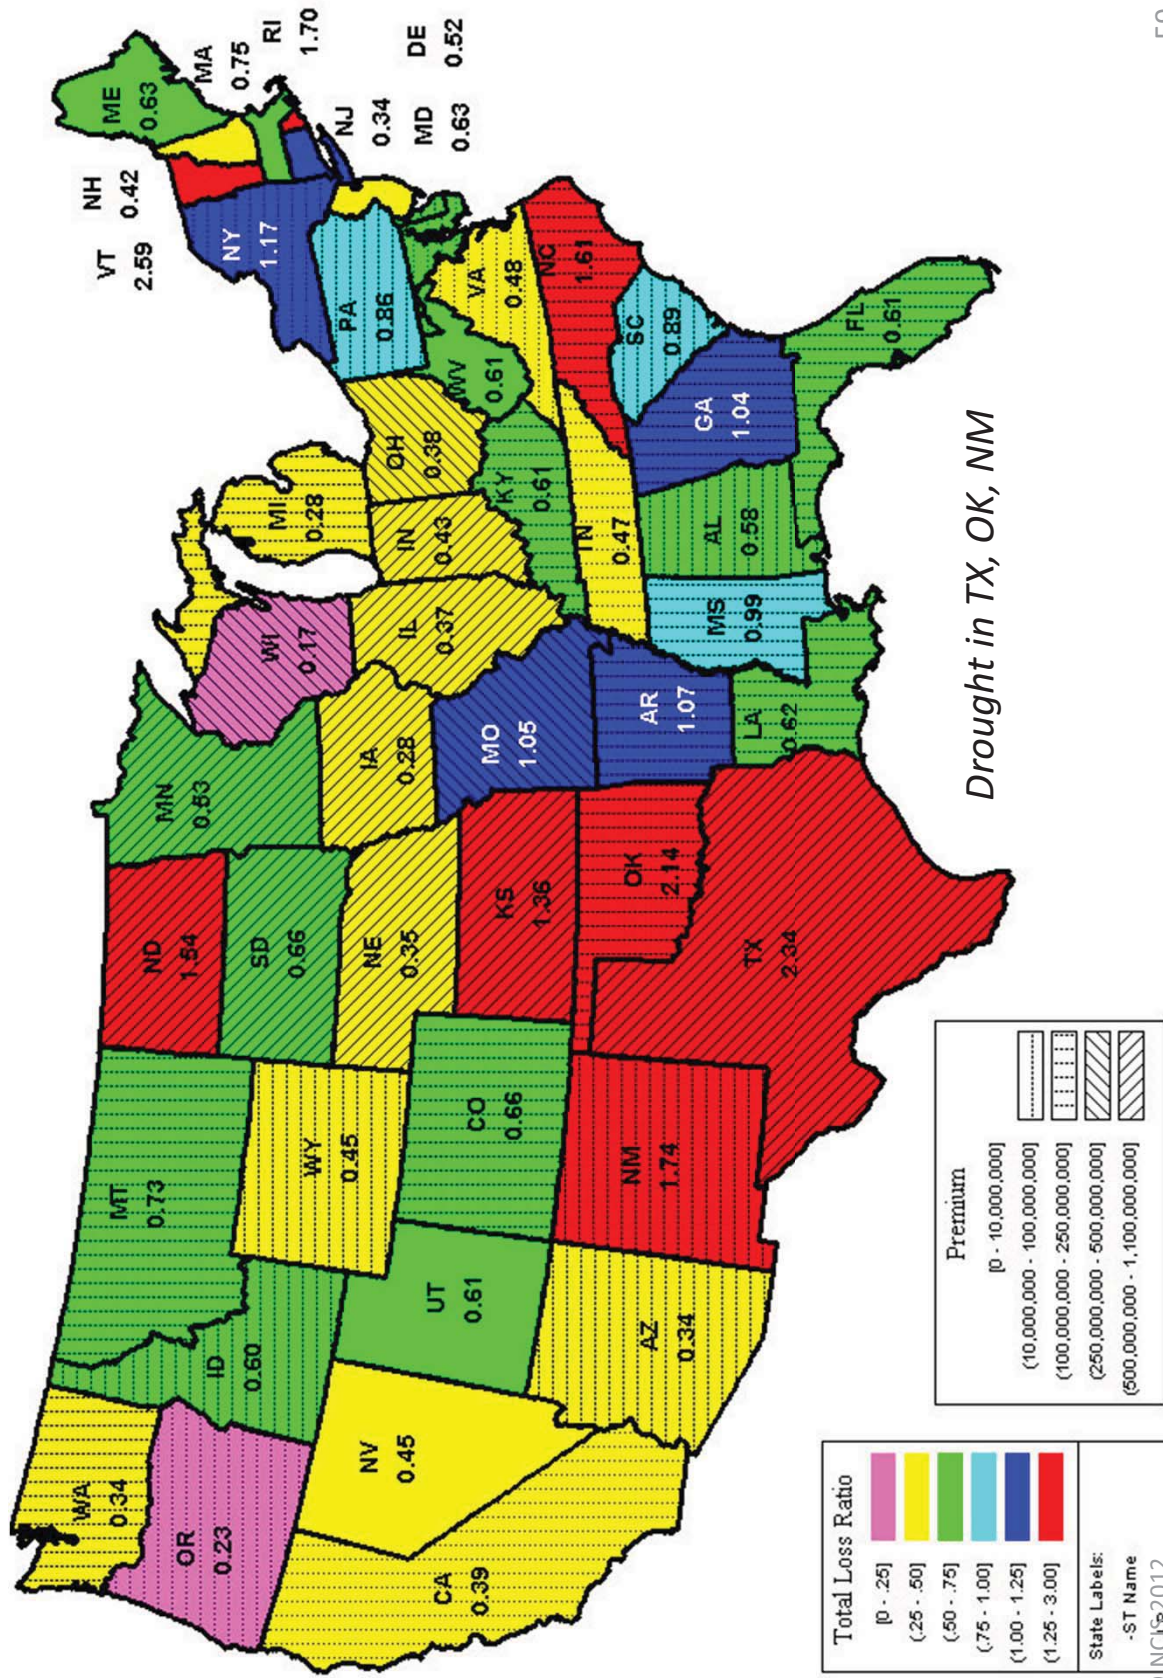 WA
0.34
OR
0.23
CA
0.39
NV
0.45
ID
0.60
MT
0.73
WY
0.45
UT
0.61
CO
0.66
AZ
0.34
NM
1.74
ND
1.54
SD
0.66
NE
0.35
KS
1.36
OK
2.14
TX
2.34
MN
0.53
IA
0.28
MO
1.05
AR
1.07
LA
0.62
WI
0.17
IL
0.37
MI
0.28
IN
0.43
OH
0.38
KY
0.61
TN
0.47
MS
0.99
AL
0.58
GA
1.04
FL
0.61
SC
0.89
NC
1.61
VA
0.48
WV
0.61
PA
0.86
NY
1.17
VT
2.59
NH
0.42
ME
0.63
MA
0.75
RI
1.70
NJ
0.34
DE
0.52
MD
0.63
Drought in TX, OK, NM
Total Loss Ratio
[0 - .25]
(.25 - .50]
(.50 - .75]
(.75 - 1.00]
(1.00 - 1.25]
(1.25 - 3.00]
State Labels:
-ST Name
Premium
[0 - 10,000,000]
(10,000,000 - 100,000,000]
(100,000,000 - 250,000,000]
(250,000,000 - 500,000,000]
(500,000,000 - 1,100,000,000]
NCIS 2012